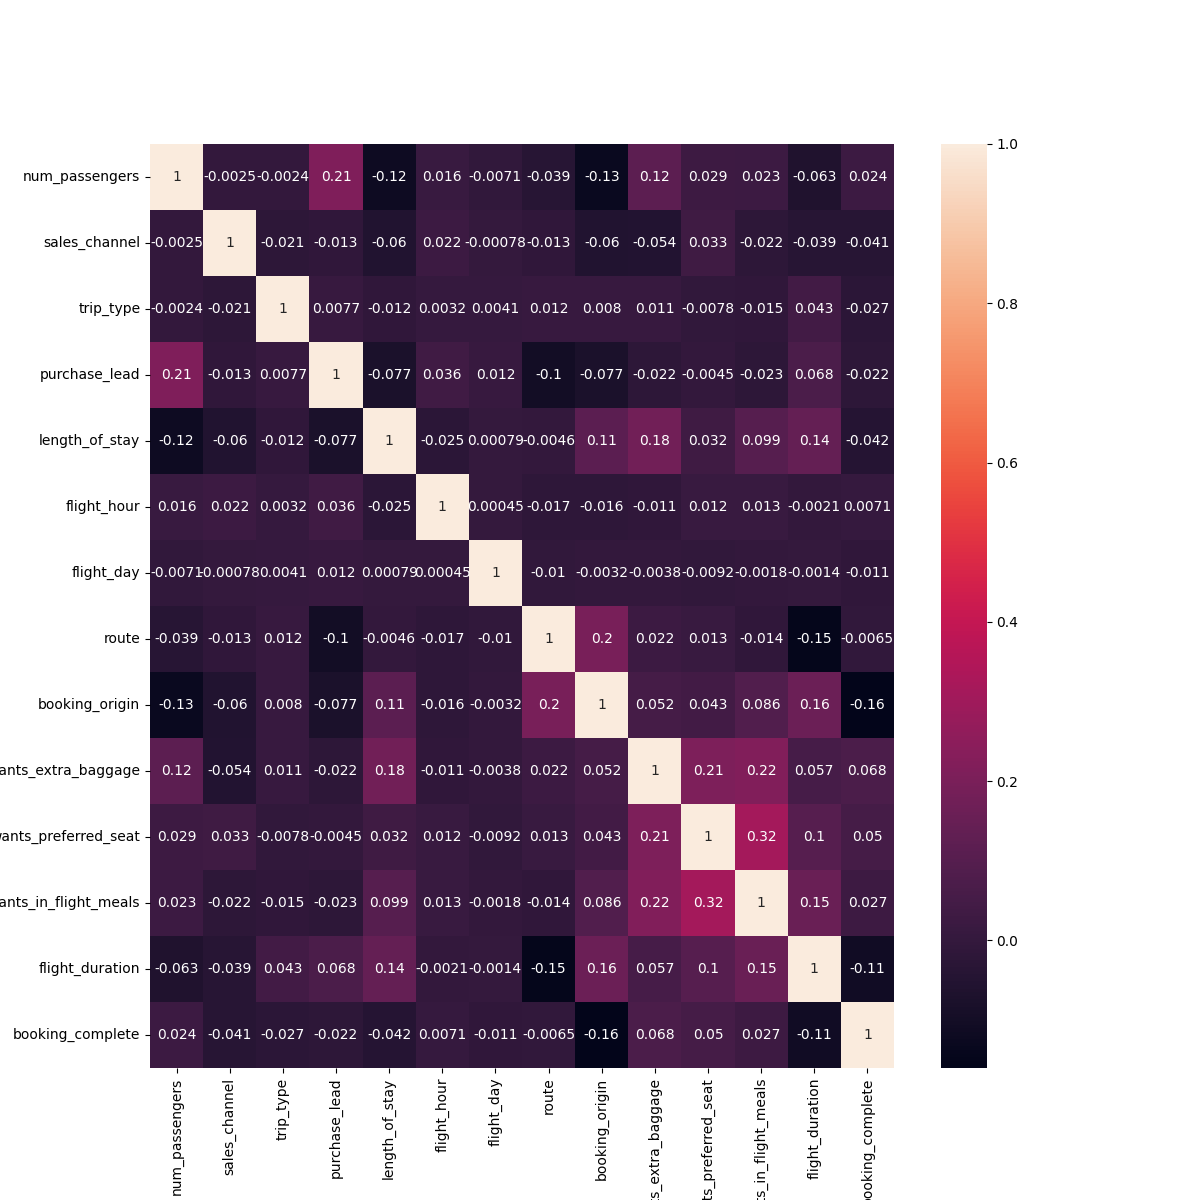 num_passengers 1 -0.0025 -0.0024 0.21 -0.12 0.016 -0.0071 -0.039 -0.13 0.12 0.029 0.023 -0.063 0.024
sales_channel -0.0025 1 -0.021 -0.013 -0.06 0.022 -0.00078 -0.013 -0.06 -0.054 0.033 -0.022 -0.039 -0.041
trip_type -0.0024 -0.021 1 0.0077 -0.012 0.0032 0.0041 0.012 0.008 0.011 -0.0078 -0.015 0.043 -0.027
purchase_lead 0.21 -0.013 0.0077 1 -0.077 0.036 0.012 -0.1 -0.077 -0.022 -0.0045 -0.023 0.068 -0.022
length_of_stay -0.12 -0.06 -0.012 -0.077 1 -0.025 0.00079 -0.0046 0.11 0.18 0.032 0.099 0.14 -0.042
flight_hour 0.016 0.022 0.0032 0.036 -0.025 1 0.00045 -0.017 -0.016 -0.011 0.012 0.013 -0.0021 0.0071
flight_day -0.0071 -0.00078 0.0041 0.012 0.00079 0.00045 1 -0.01 -0.0032 -0.0038 -0.0092 -0.0018 -0.0014 -0.011
route -0.039 -0.013 0.012 -0.1 -0.0046 -0.017 -0.01 1 0.2 0.022 0.013 -0.014 -0.15 -0.0065
booking_origin -0.13 -0.06 0.008 -0.077 0.11 -0.016 -0.0032 0.2 1 0.052 0.043 0.086 0.16 -0.16
ants_extra_baggage 0.12 -0.054 0.011 -0.022 0.18 -0.011 -0.0038 0.022 0.052 1 0.21 0.22 0.057 0.068
wants_preferred_seat 0.029 0.033 -0.0078 -0.0045 0.032 0.012 -0.0092 0.013 0.043 0.21 1 0.32 0.1 0.05
ants_in_flight_meals 0.023 -0.022 -0.015 -0.023 0.099 0.013 -0.0018 -0.014 0.086 0.22 0.32 1 0.15 0.027
flight_duration -0.063 -0.039 0.043 0.068 0.14 -0.0021 -0.0014 -0.15 0.16 0.057 0.1 0.15 1 -0.11
booking_complete 0.024 -0.041 -0.027 -0.022 -0.042 0.0071 -0.011 -0.0065 -0.16 0.068 0.05 0.027 -0.11 1
num_passengers
sales_channel
trip_type
purchase_lead
length_of_stay
flight_hour
flight_day
route
booking_origin
ts_extra_baggage
ts_preferred_seat
ts_in_flight_meals
flight_duration
booking_complete
1.0
0.8
0.6
0.4
0.2
0.0